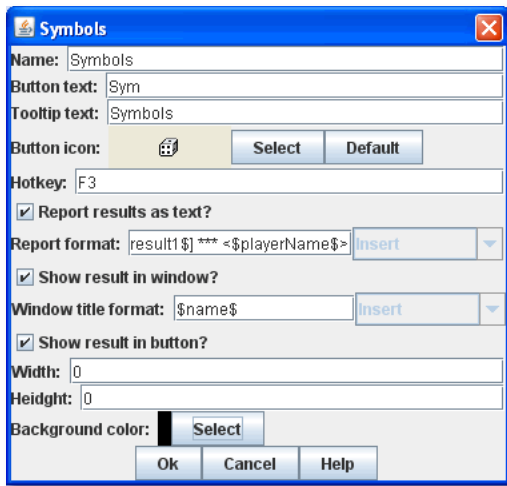 Symbols
Name: Symbols
Button text: Sym
Tooltip text: Symbols
Button icon: Select Default
Hotkey: F3
Report results as text?
Report format: result1$] *** <$playerName$> Insert
Show result in window?
Window title format: $name$ Insert
Show result in button?
Width: 0
Heidght: 0
Background color: Select
Ok Cancel Help